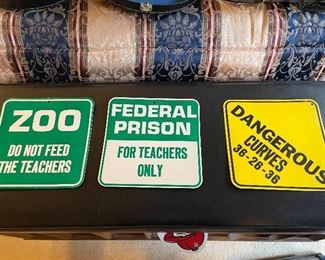 ZOO
DO NOT FEED
THE TEACHERS
FEDERAL
PRISON
FOR TEACHERS
ONLY
DANGEROUS
CURVES
36-26-36